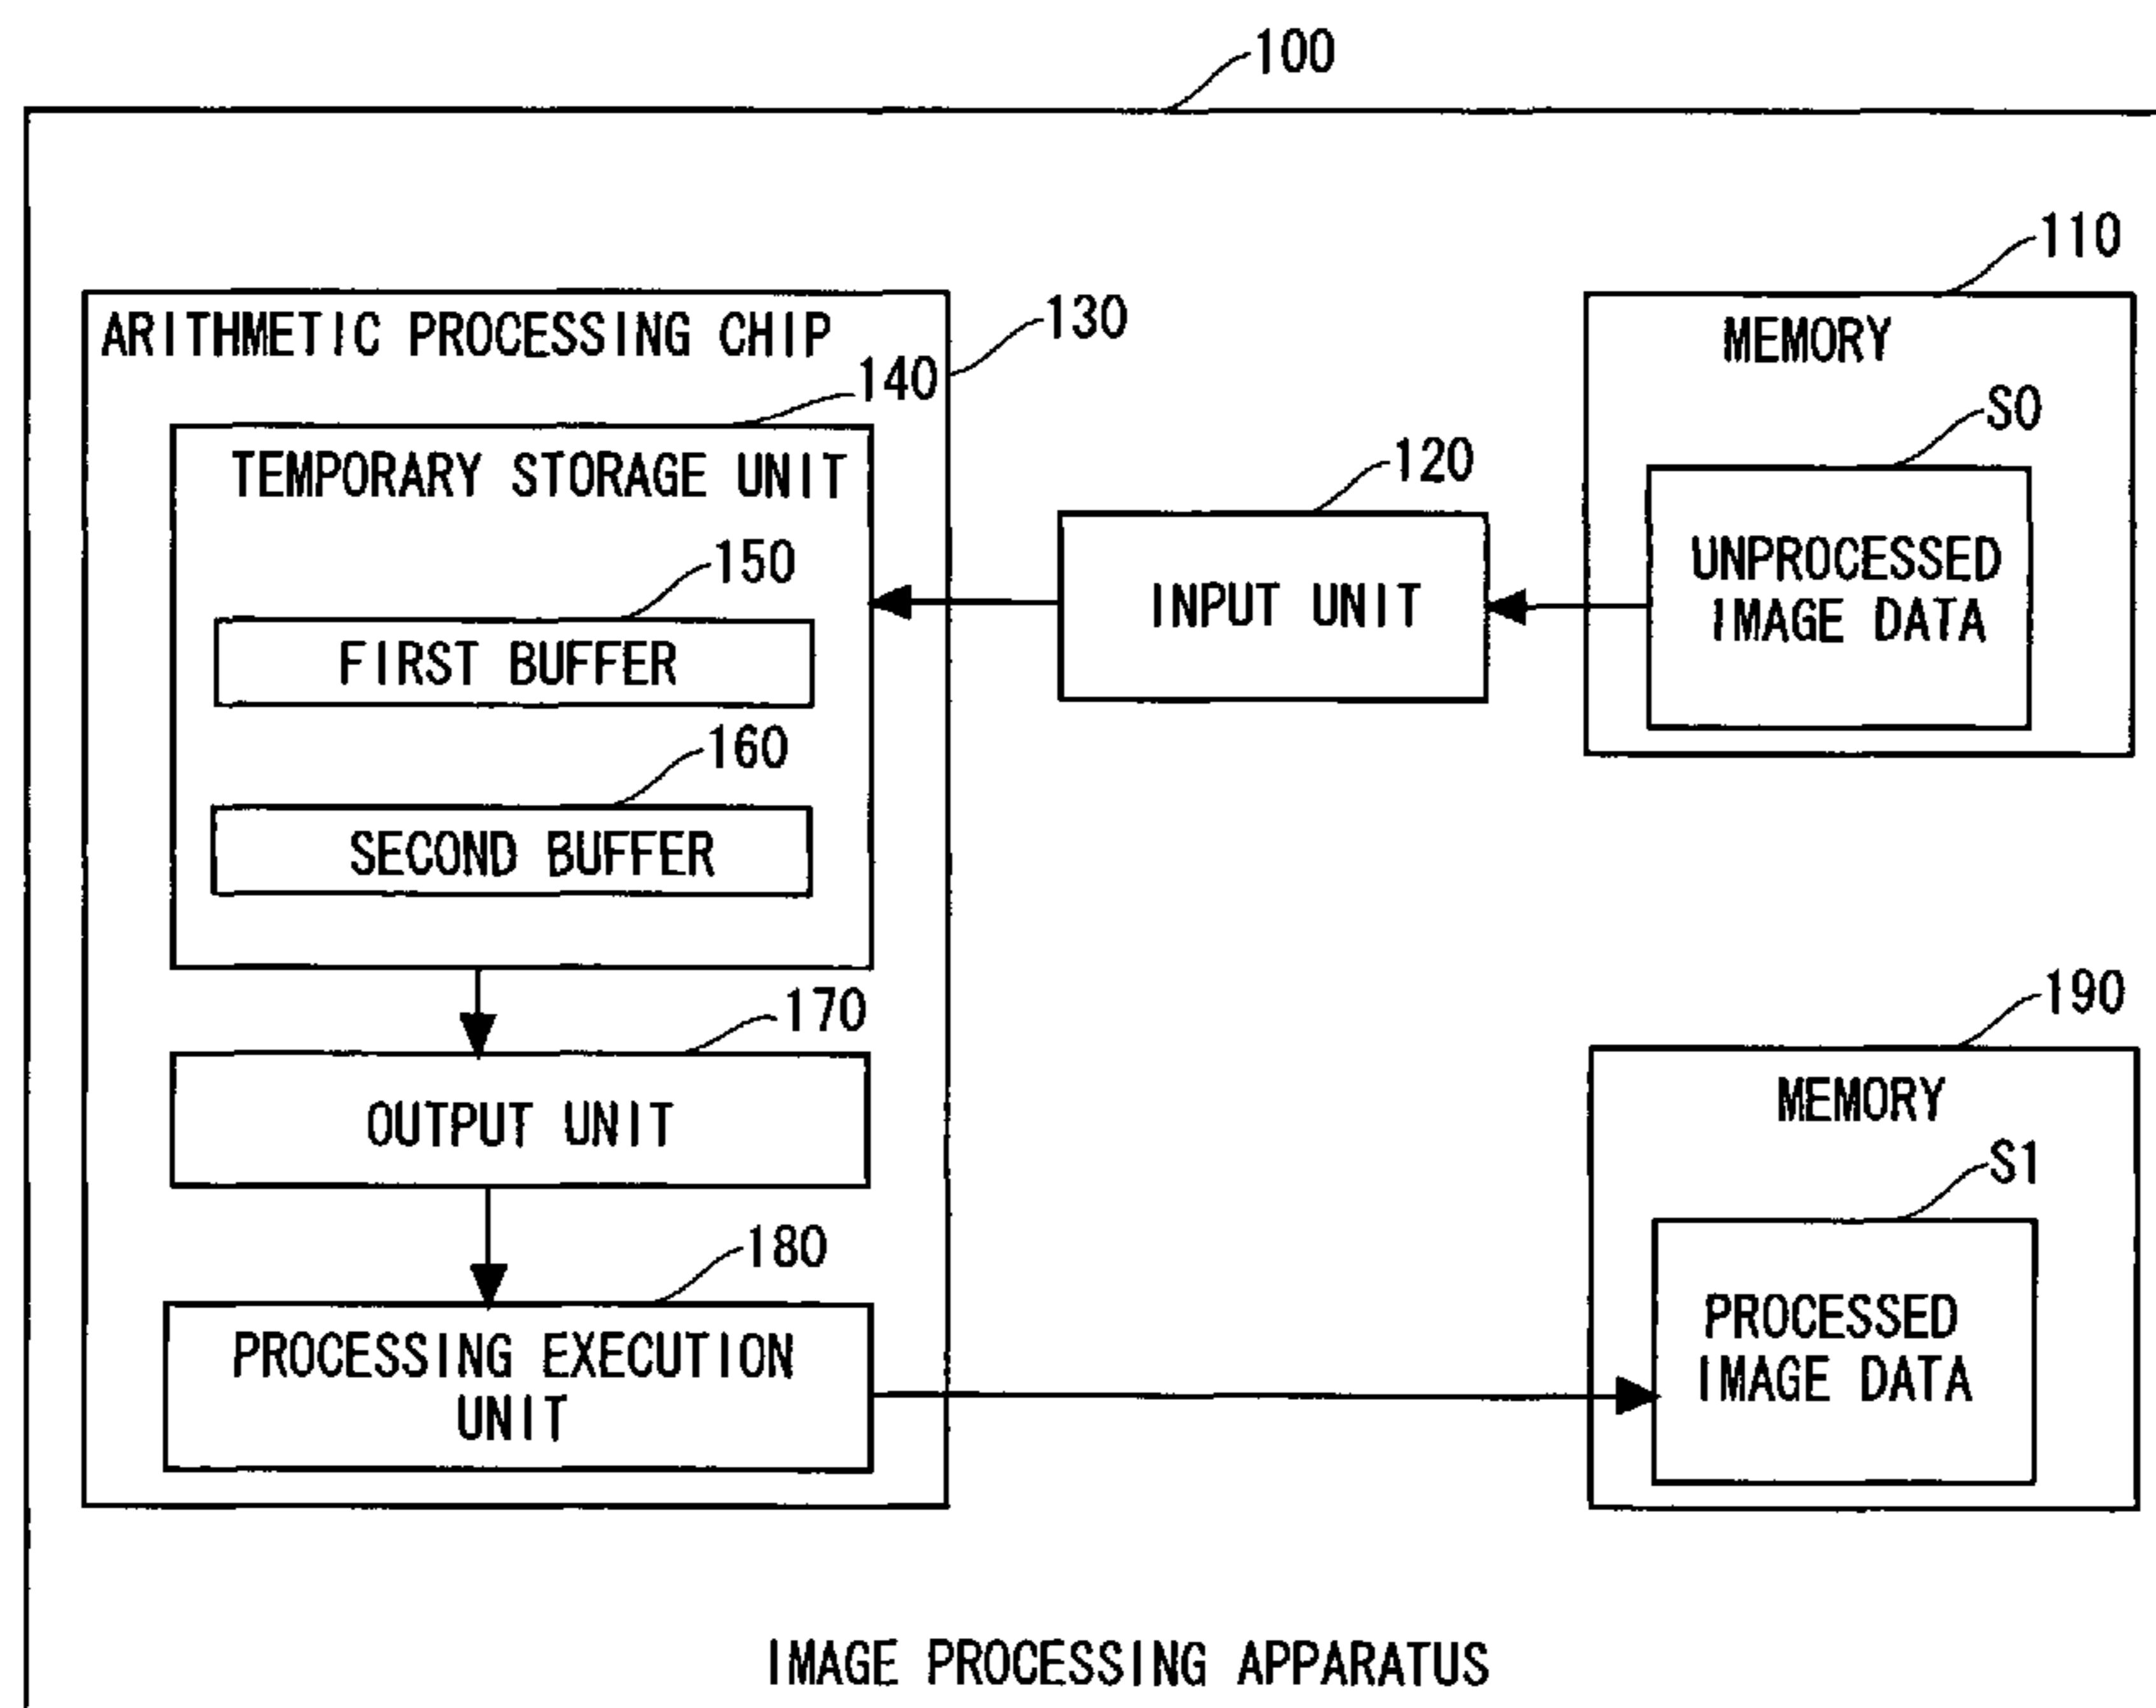 100
110
ARITHMETIC PROCESSING CHIP
130
MEMORY
140
S0
TEMPORARY STORAGE UNIT
120
150
UNPROCESSED
IMAGE DATA
INPUT UNIT
FIRST BUFFER
160
SECOND BUFFER
170
190
OUTPUT UNIT
MEMORY
S1
180
PROCESSING EXECUTION
UNIT
PROCESSED
IMAGE DATA
IMAGE PROCESSING APPARATUS